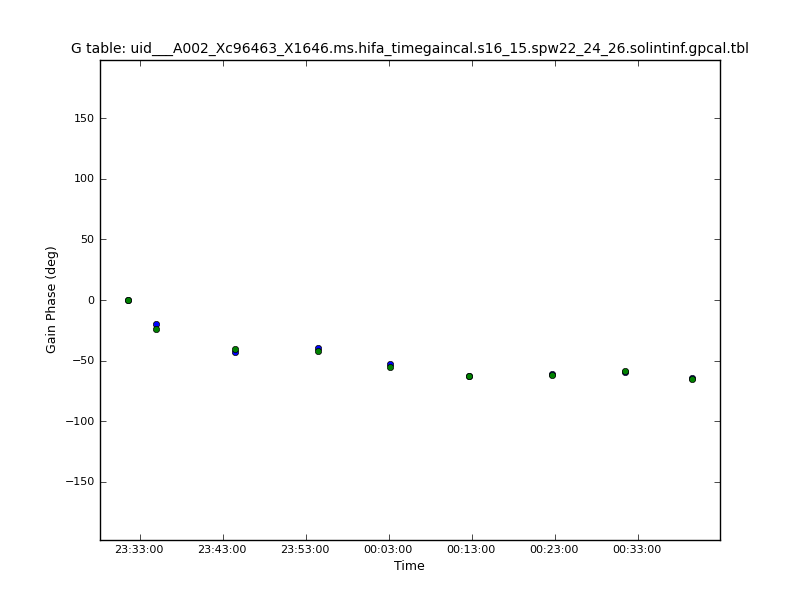 G table: uid___A002_Xc96463_X1646.ms.hifa_timegaincal.s16_15.spw22_24_26.solintinf.gpcal.tbl
150
100
50
0
−50
−100
−150
Gain Phase (deg)
23:33:00 23:43:00 23:53:00 00:03:00 00:13:00 00:23:00 00:33:00
Time